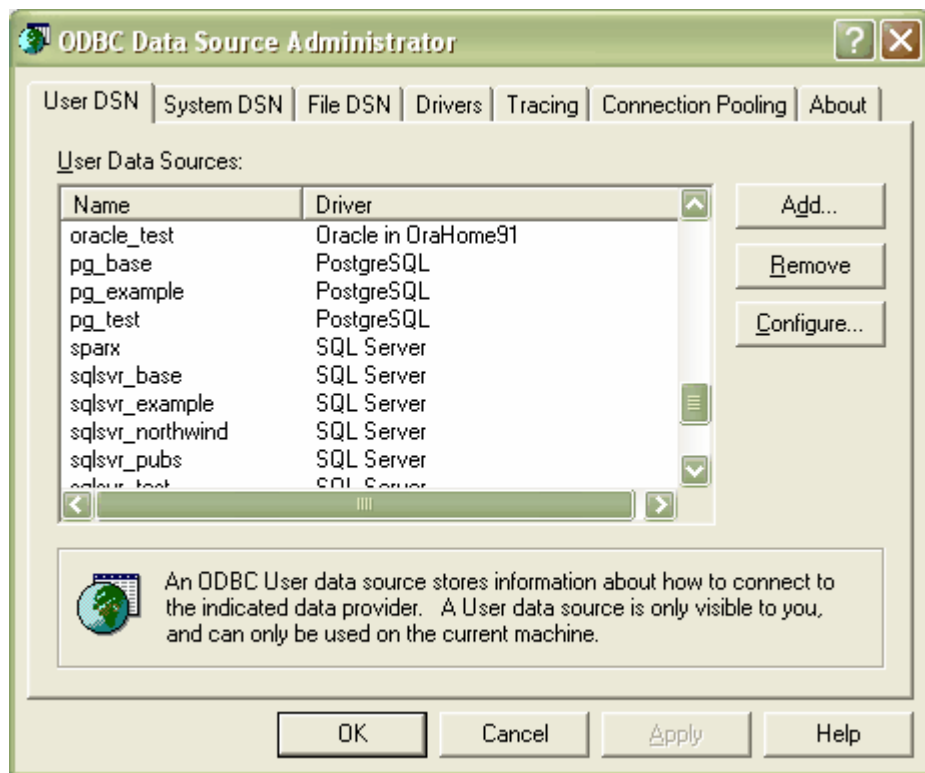 ODBC Data Source Administrator
User DSN System DSN File DSN Drivers Tracing Connection Pooling About
User Data Sources:
Name Driver
oracle_test Oracle in OraHome91
pg_base PostgreSQL
pg_example PostgreSQL
pg_test PostgreSQL
sparx SQL Server
sqlsvr_base SQL Server
sqlsvr_example SQL Server
sqlsvr_northwind SQL Server
sqlsvr_pubs SQL Server
sqlsvr_test SQL Server
Add...
Remove
Configure...
An ODBC User data source stores information about how to connect to
the indicated data provider. A User data source is only visible to you,
and can only be used on the current machine.
OK Cancel Apply Help